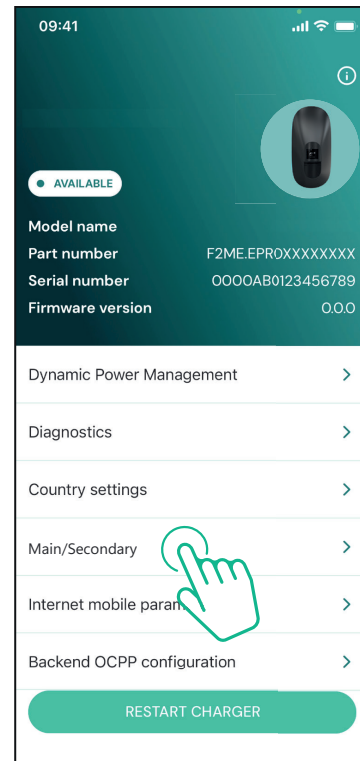 09:41
AVAILABLE
Model name
Part number F2ME.EPROXXXXXXXX
Serial number 0000AB0123456789
Firmware version 0.0.0
Dynamic Power Management
Diagnostics
Country settings
Main/Secondary
Internet mobile param
Backend OCPP configuration
RESTART CHARGER